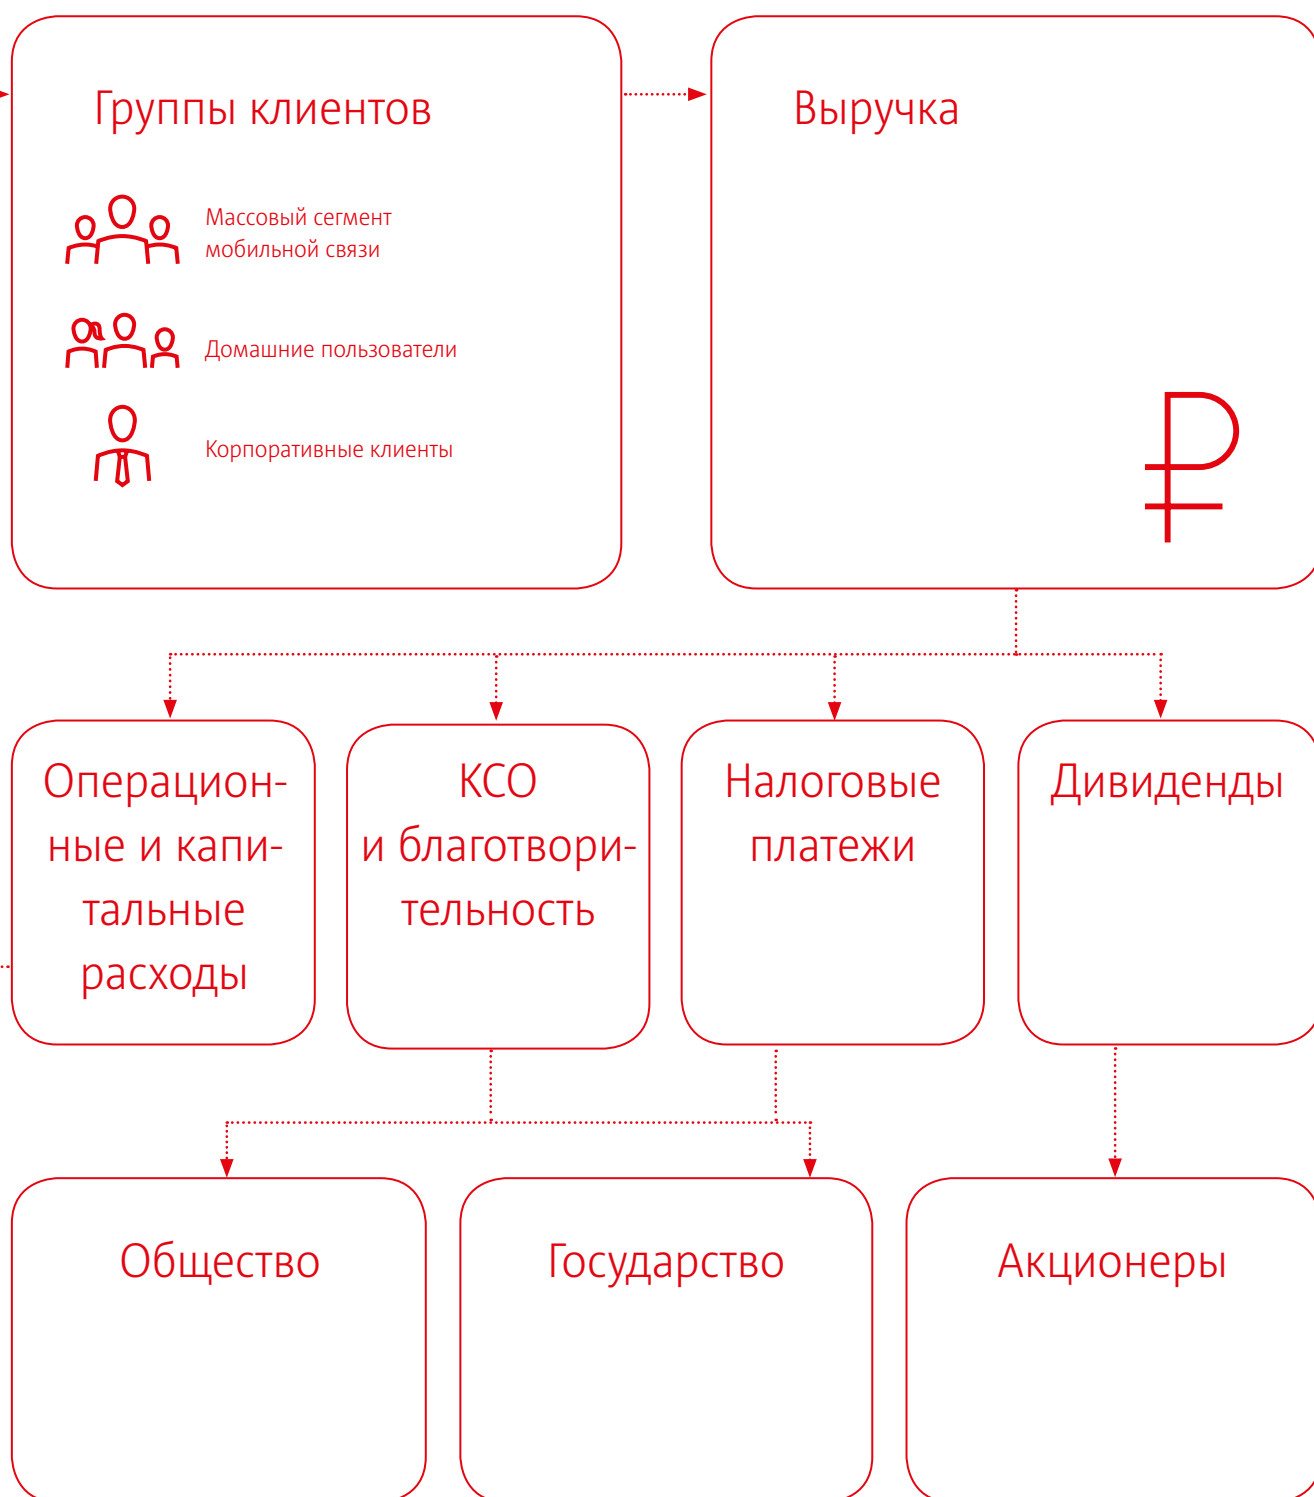 Группы клиентов
Массовый сегмент
мобильной связи
Домашние пользователи
Корпоративные клиенты
Выручка
₽
Операцион-
ные и капи-
тальные
расходы
КСО
и благотвори-
тельность
Налоговые
платежи
Дивиденды
Общество
Государство
Акционеры